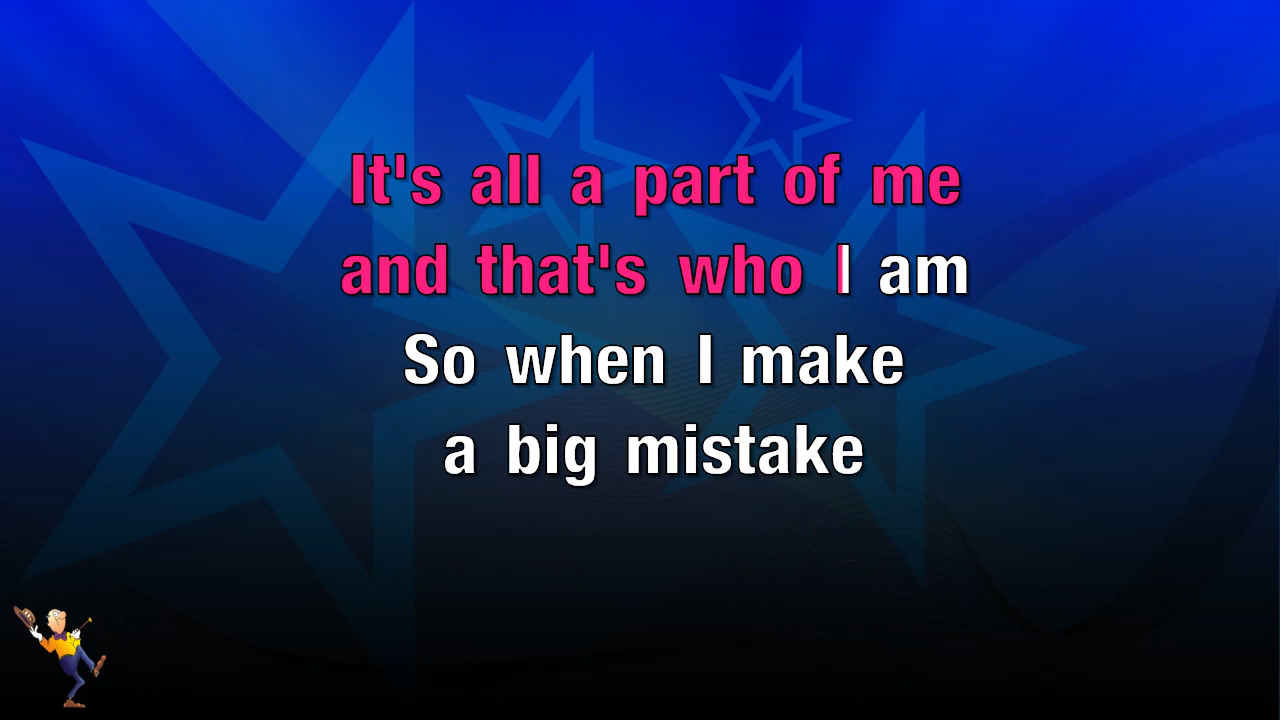 It's all a part of me
and that's who I am
So when I make
a big mistake